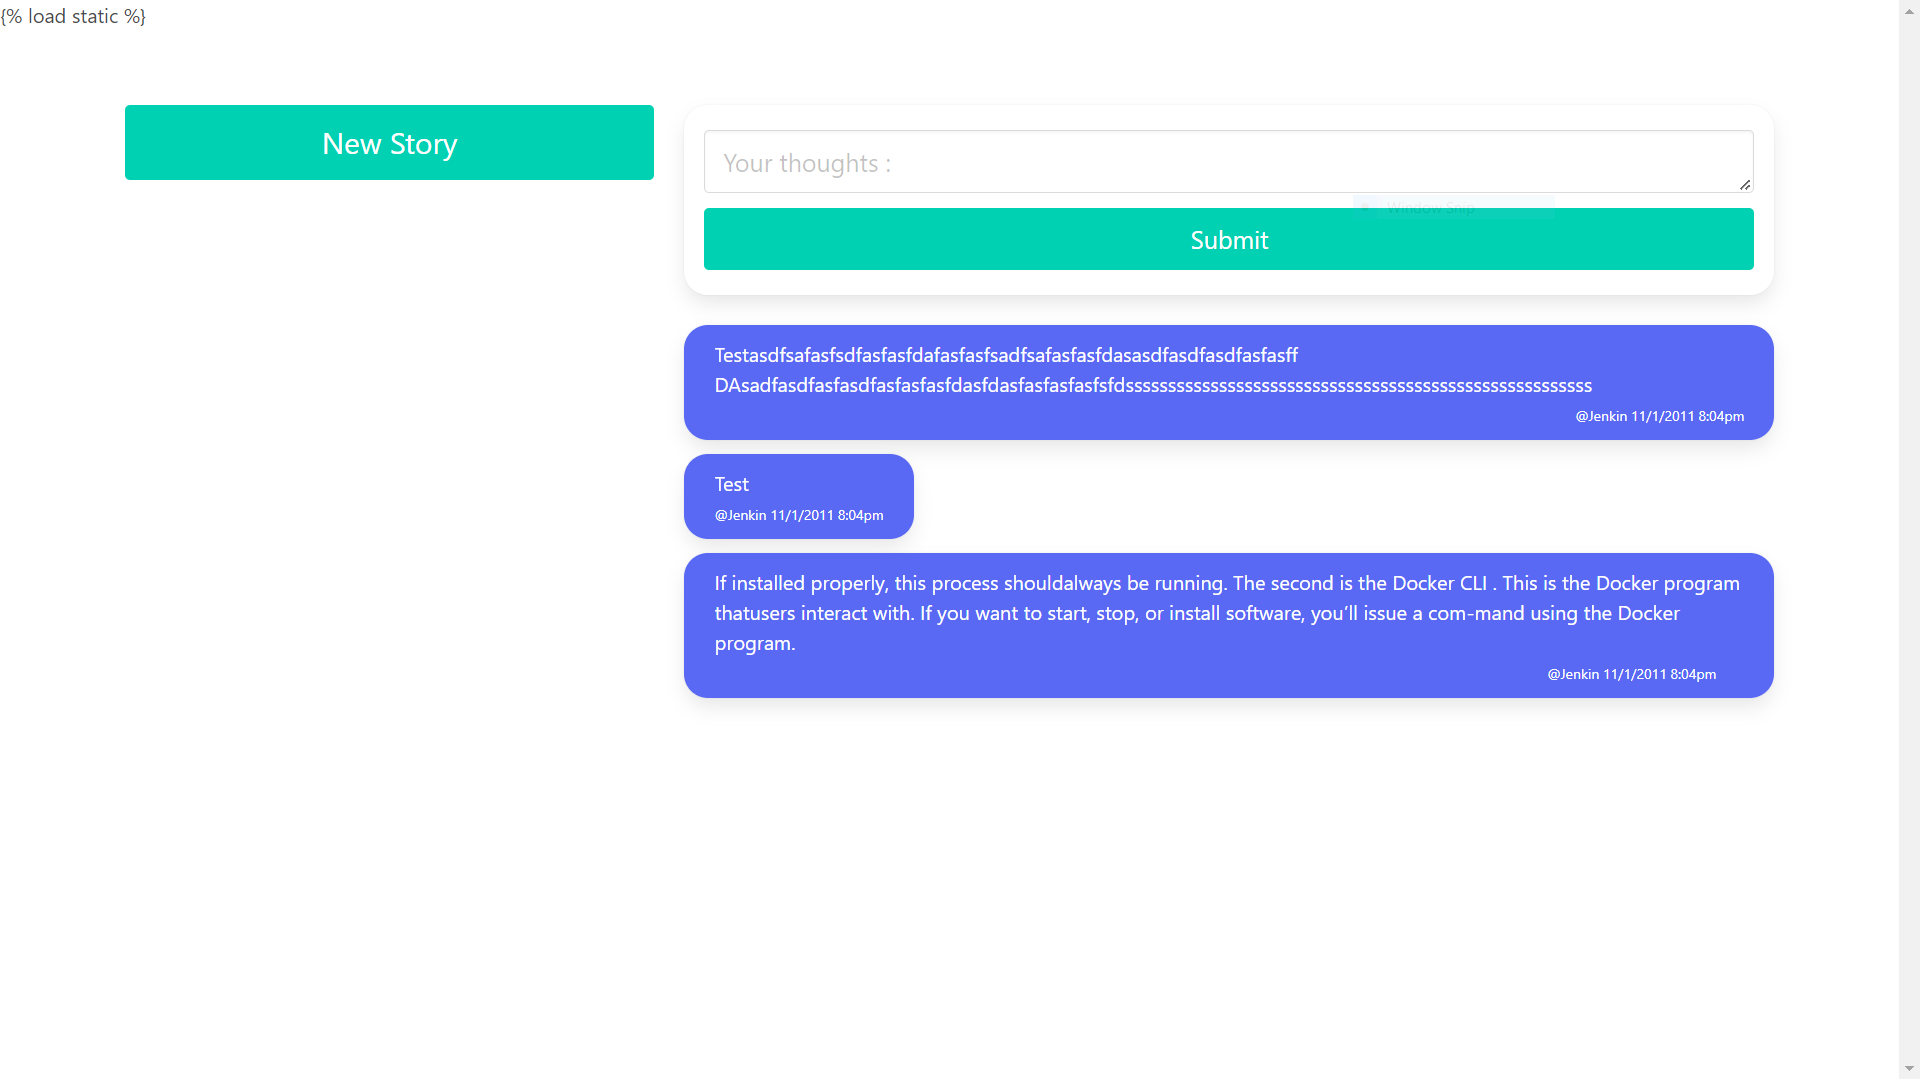 {% load static %}
New Story
Your thoughts :
Window Snip
Submit
Testasdfsafasfsdfasfasfdafasfasfsadfsafasfasfdasasdfasdfasdfasfasff
DAsadfasdfasfasdfasfasfasfdasfdasfasfasfasfsfdsssssssssssssssssssssssssssssssssssssssssssssssssssssss
@Jenkin 11/1/2011 8:04pm
Test
@Jenkin 11/1/2011 8:04pm
If installed properly, this process shouldalways be running. The second is the Docker CLI . This is the Docker program
thatusers interact with. If you want to start, stop, or install software, you’ll issue a com-mand using the Docker
program.
@Jenkin 11/1/2011 8:04pm